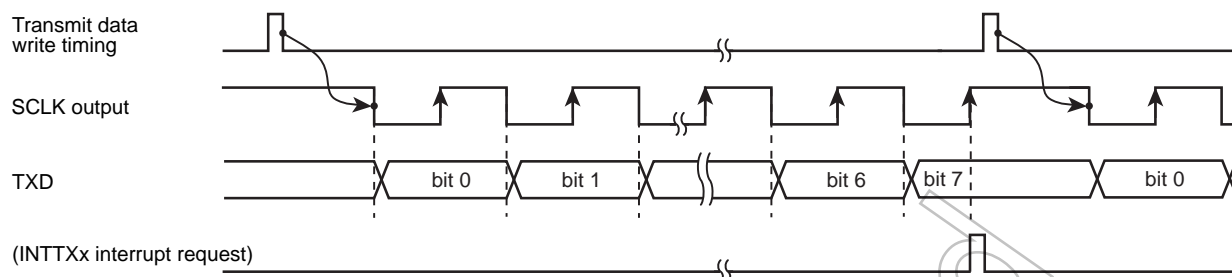 Transmit data
write timing
SCLK output
TXD
bit 0
bit 1
bit 6
bit 7
bit 0
(INTTXx interrupt request)